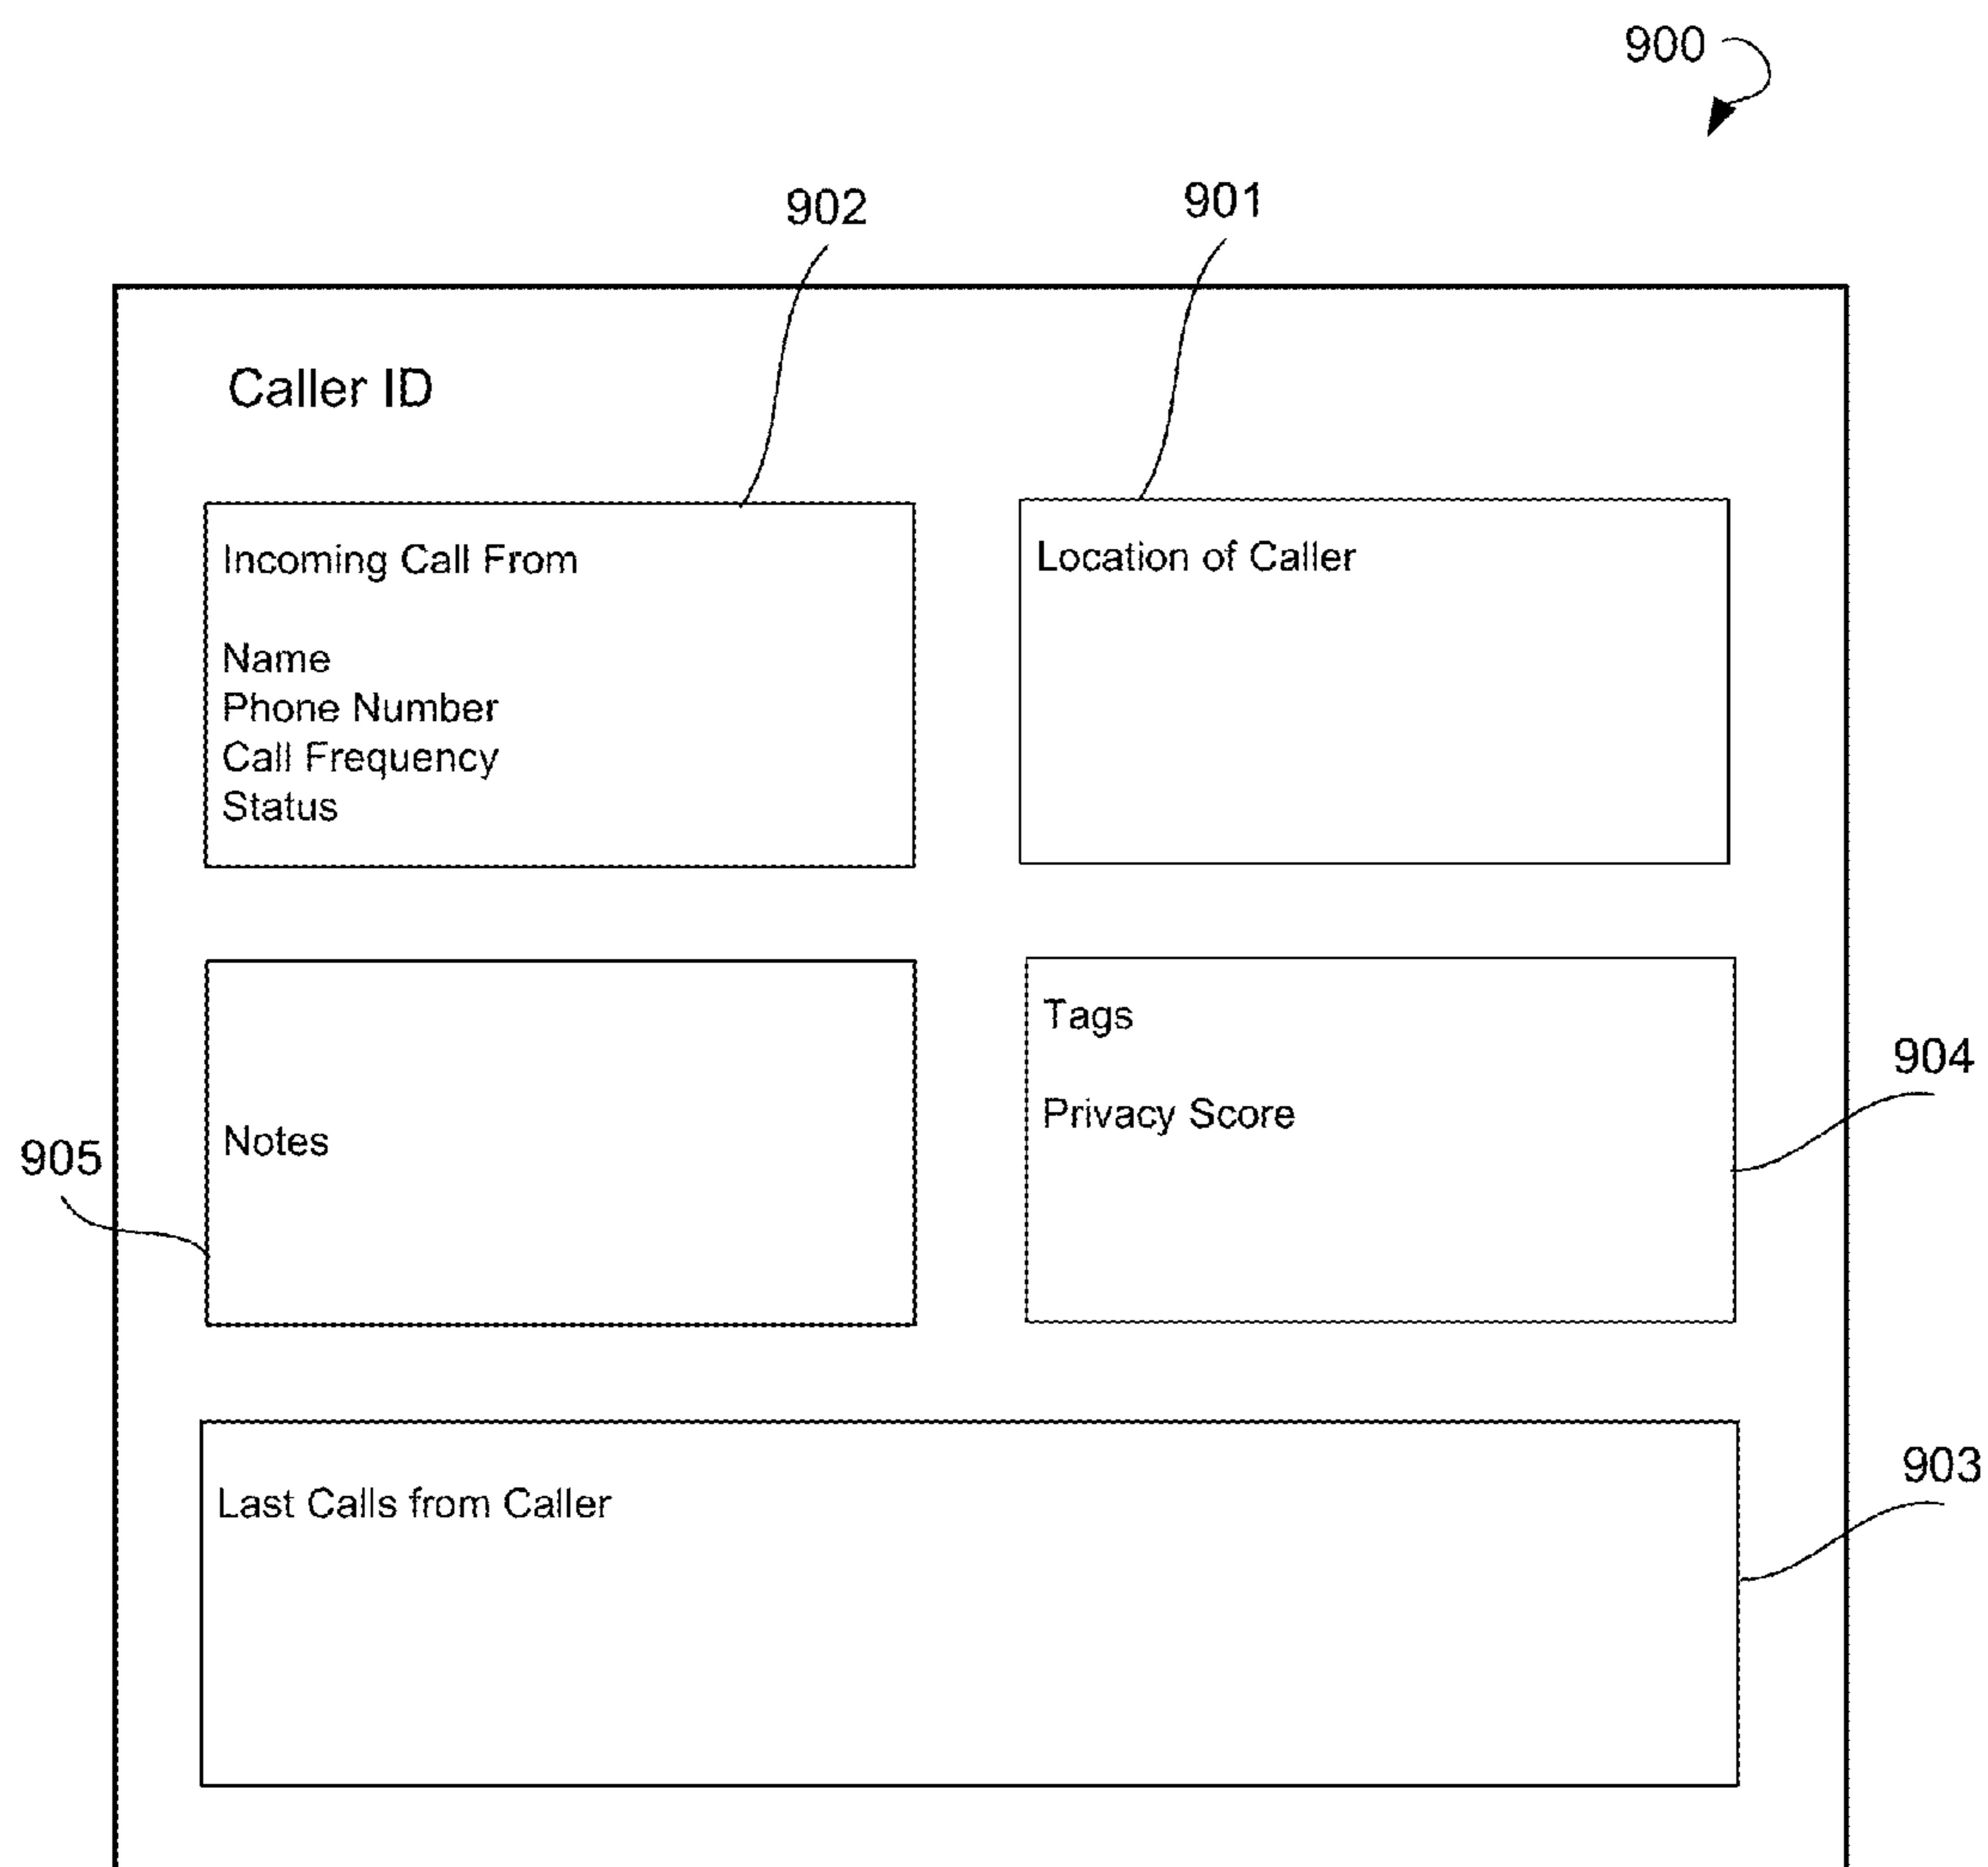 900
902
901
Caller ID
Incoming Call From
Name
Phone Number
Call Frequency
Status
Location of Caller
Notes
905
Tags
Privacy Score
904
Last Calls from Caller
903